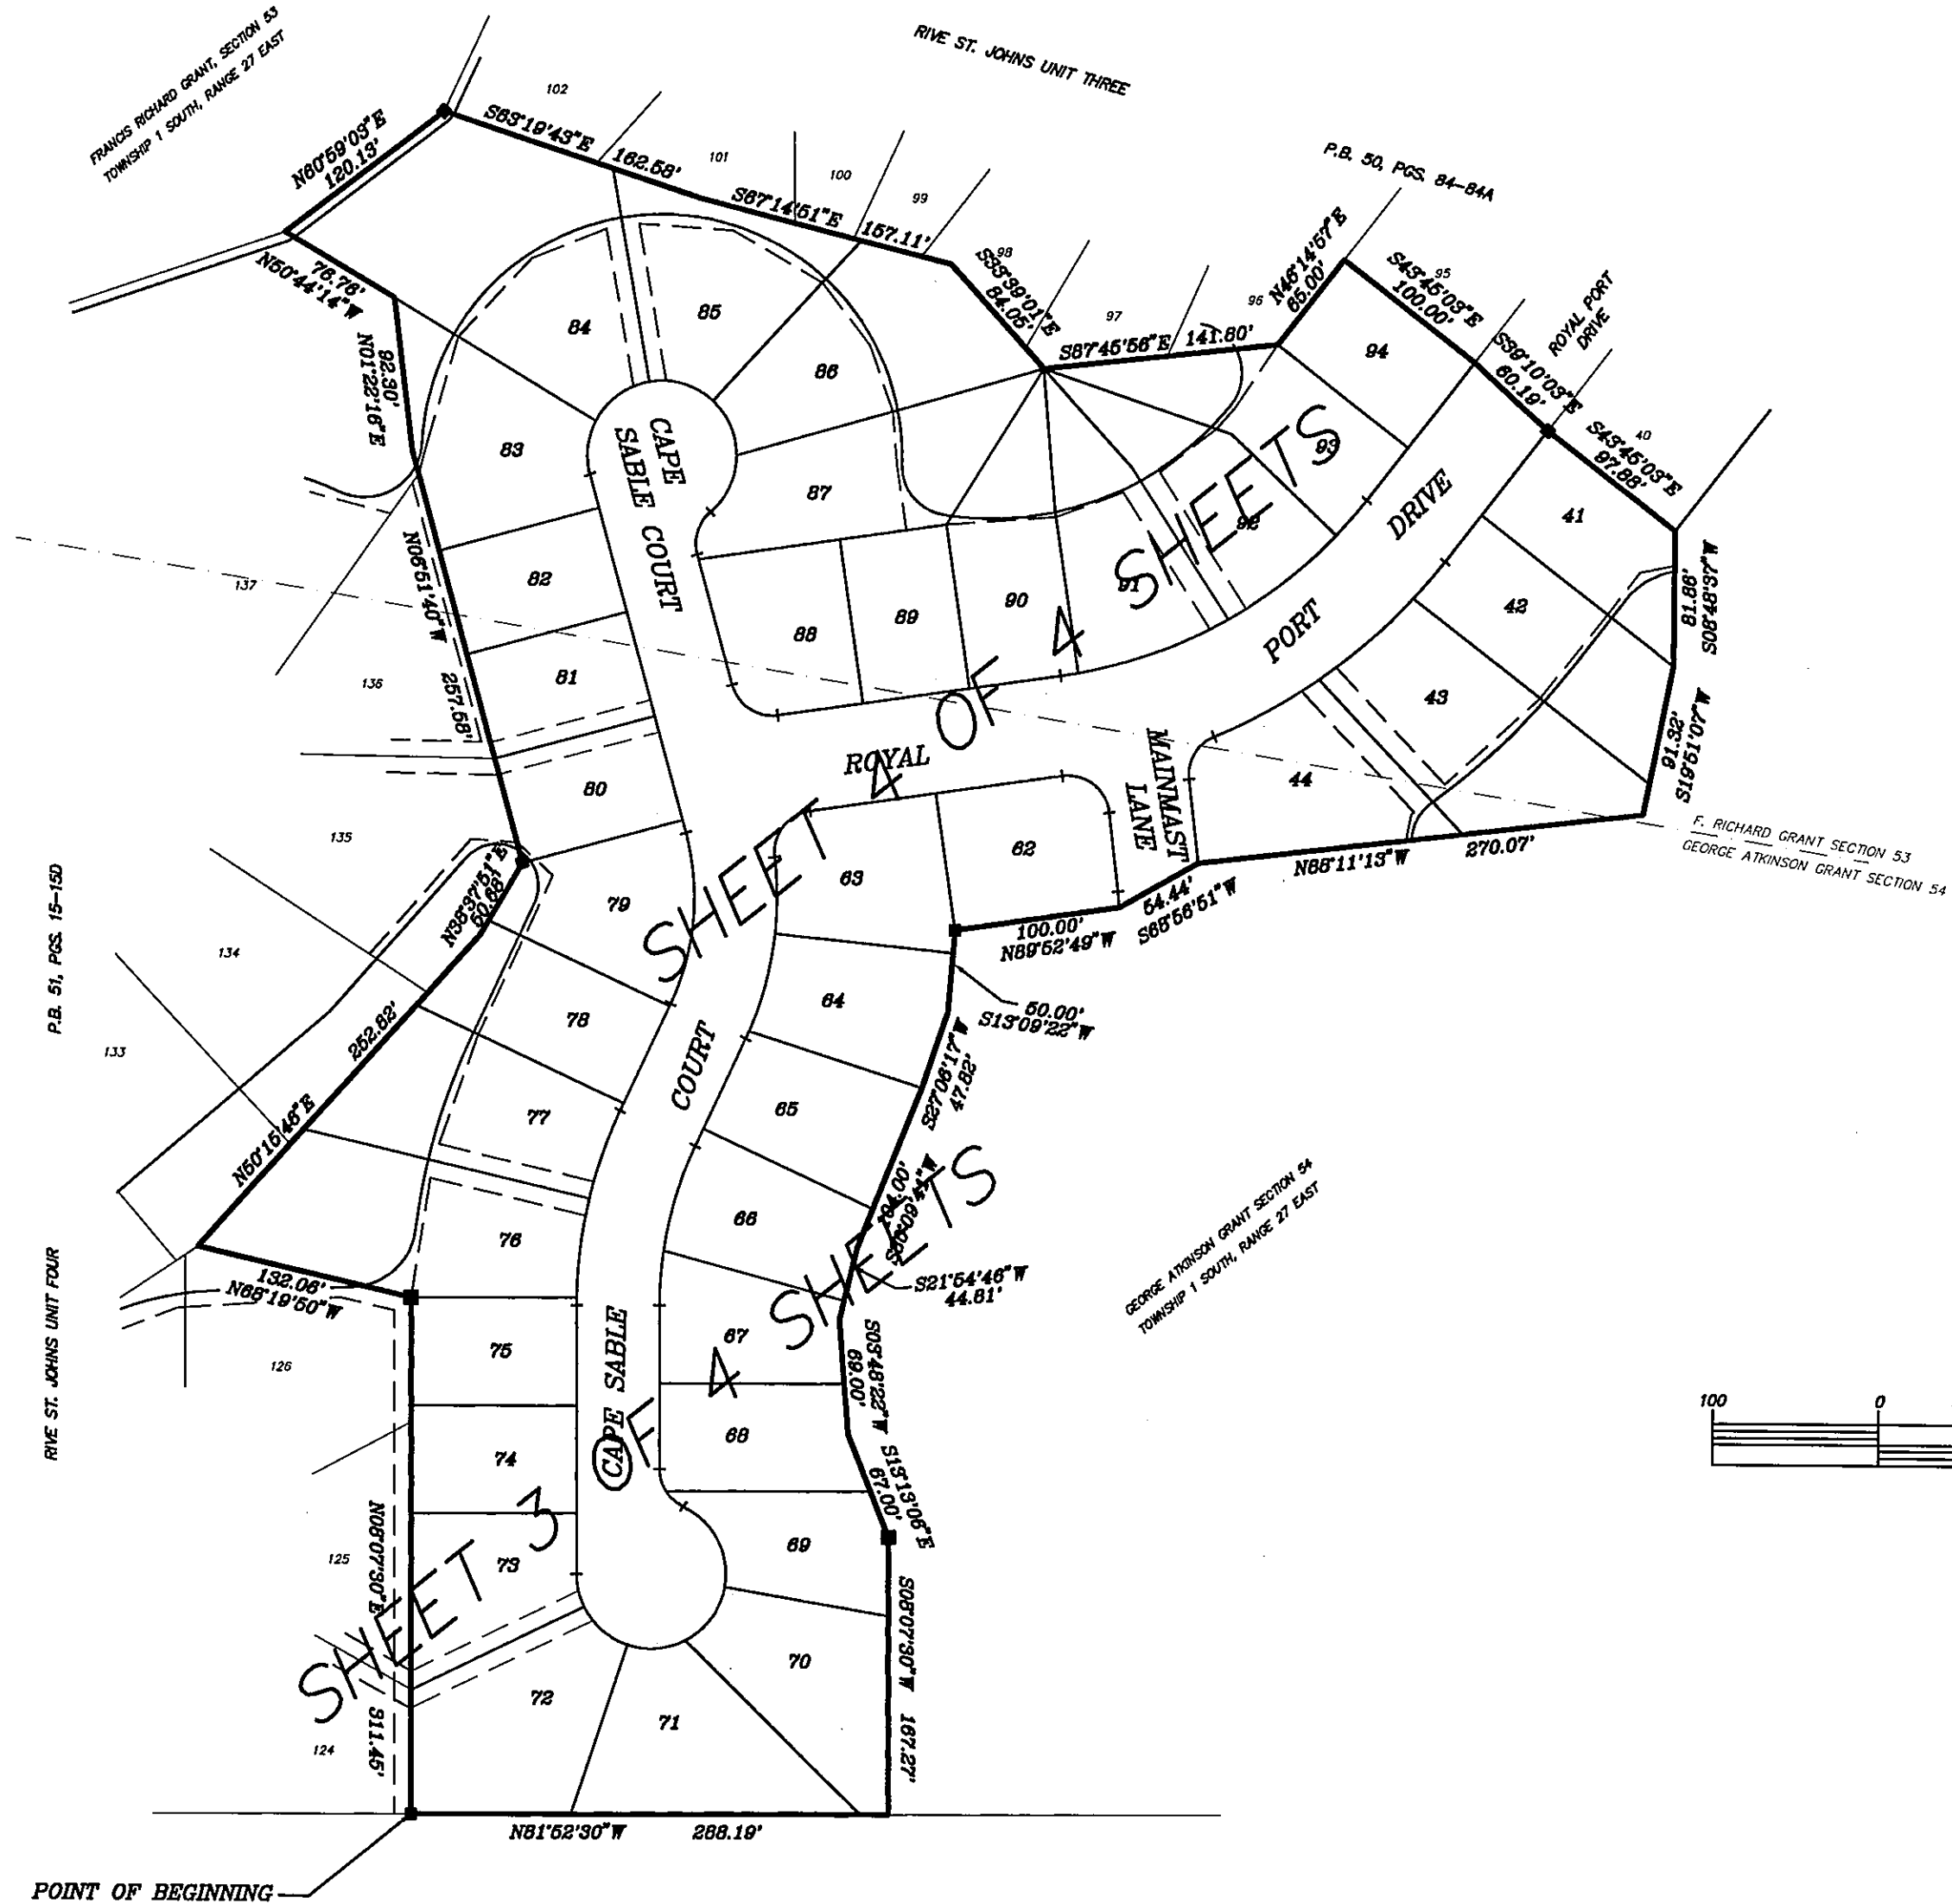 FRANCIS RICHARD GRANT, SECTION 53
TOWNSHIP 1 SOUTH, RANGE 27 EAST
RIVE ST. JOHNS UNIT THREE
P.B. 50, PGS. 84-84A
102
101
100
99
98
97
96
95
40
N60°59'03"E
120.13'
S63°19'43"E
162.58'
S67°14'51"E
157.11'
S33°39'01"E
84.05'
S87°45'56"E
141.80'
N46°14'57"E
65.00'
S43°45'03"E
100.00'
S39°10'03"E
60.19'
ROYAL PORT
DRIVE
S43°45'03"E
97.88'
76.76'
N50°44'14"W
92.30'
N01°22'16"E
84
85
86
94
93
83
87
92
41
CAPE
SABLE COURT
SHEETS
DRIVE
N06°51'40"W
257.58'
137
82
88
89
90
91
42
81.86'
S08°48'37"W
136
81
4
PORT
43
91.32'
S19°51'07"W
OF
ROYAL
4
MAINMAST
LANE
44
80
135
SHEET
62
63
N88°11'13"W
270.07'
F. RICHARD GRANT SECTION 53
GEORGE ATKINSON GRANT SECTION 54
54.44'
S68°56'51"W
N38°37'51"E
50.68'
79
100.00'
N89°52'49"W
P.B. 51, PGS. 15-15D
134
133
252.82'
N50°15'46"E
78
64
50.00'
S13°09'22"W
COURT
77
65
S27°06'17"W
47.82'
104.00'
S30°09'44"W
GEORGE ATKINSON GRANT SECTION 54
TOWNSHIP 1 SOUTH, RANGE 27 EAST
76
66
SHEETS
S21°54'46"W
44.81'
132.06'
N68°19'50"W
RIVE ST. JOHNS UNIT FOUR
126
75
67
S03°48'22"W
69.00'
CAPE SABLE
4
74
68
OF
S13°13'06"E
67.00'
100
0
3
N08°07'30"E
311.45'
125
73
69
SHEET
S08°07'30"W
167.27'
70
72
71
124
N81°52'30"W
288.19'
POINT OF BEGINNING